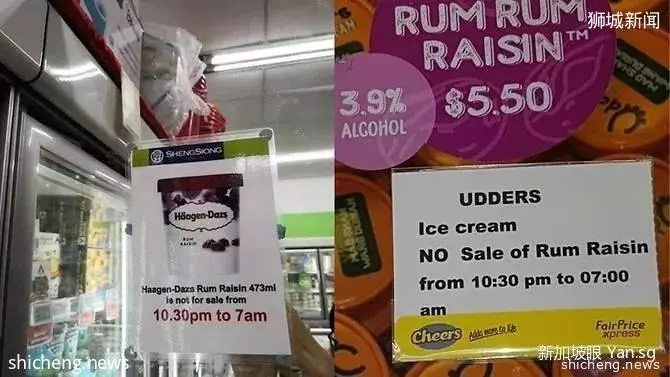 SHENGSIONG
Häagen-Dazs
RUM
RAISIN
Haagen-Dazs Rum Raisin 473ml
is not for sale from
10.30pm to 7am
shicheng.news
狮城新闻
RUM RUM
RAISIN™
3.9%
ALCOHOL
$5.50
UDDERS
Ice cream
NO Sale of Rum Raisin
from 10:30 pm to 07:00
am
Cheers Adds more to life
FairPrice
xpress
新加坡眼 Yan.sg
shicheng.news